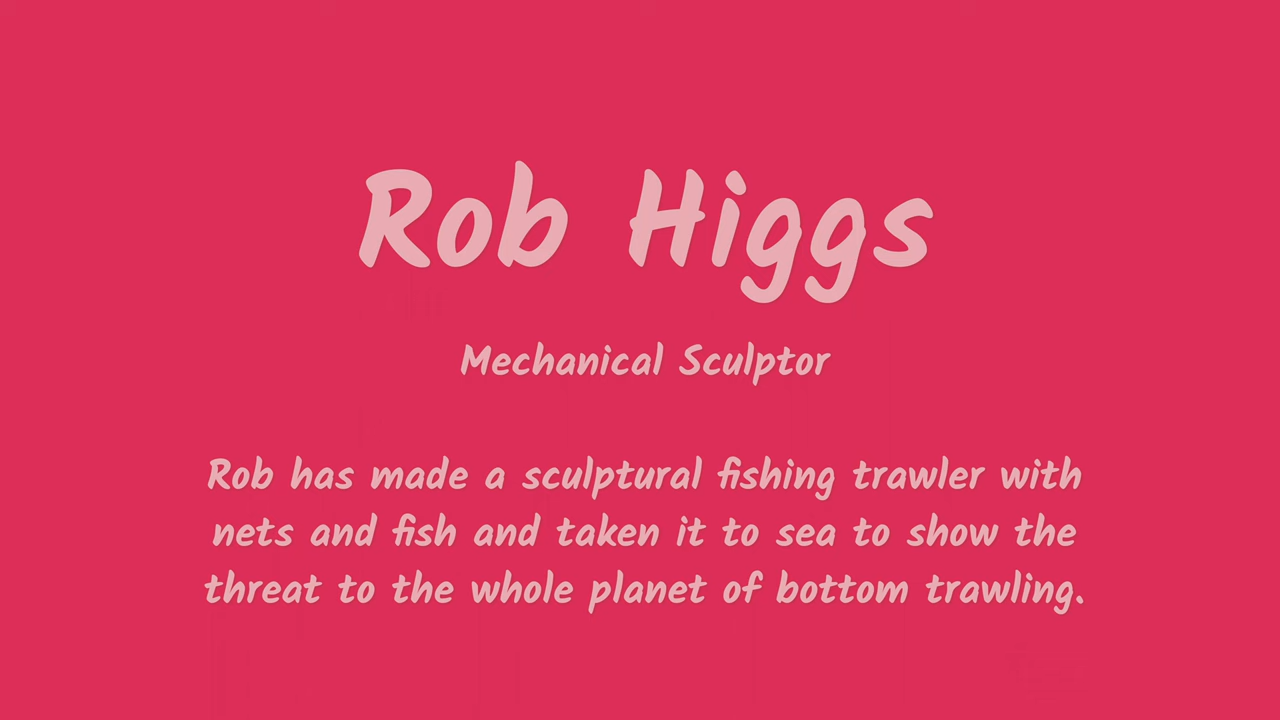 Rob Higgs
Mechanical Sculptor
Rob has made a sculptural fishing trawler with
nets and fish and taken it to sea to show the
threat to the whole planet of bottom trawling.